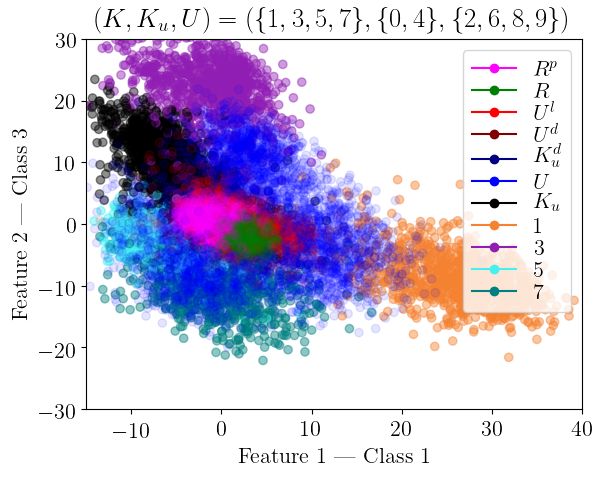 (K, K_u, U) = ({1, 3, 5, 7}, {0, 4}, {2, 6, 8, 9})
30
20
10
0
−10
−20
−30
Feature 2 — Class 3
R^p
R
U^l
U^d
K_u^d
U
K_u
1
3
5
7
−10
0
10
20
30
40
Feature 1 — Class 1